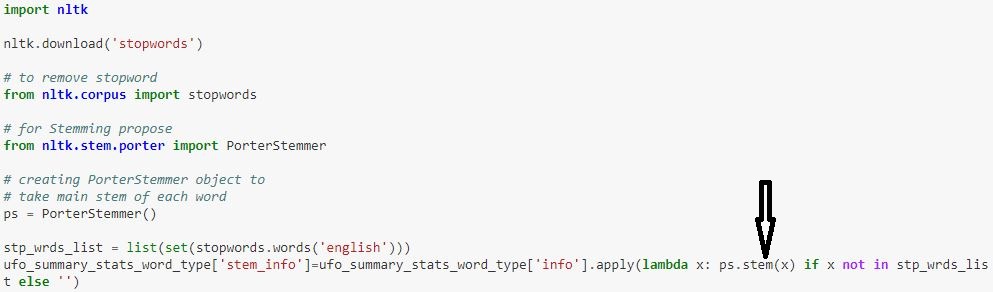 import nltk
nltk.download('stopwords')
# to remove stopword
from nltk.corpus import stopwords
# for Stemming propose
from nltk.stem.porter import PorterStemmer
# creating PorterStemmer object to
# take main stem of each word
ps = PorterStemmer()
stp_wrds_list = list(set(stopwords.words('english')))
ufo_summary_stats_word_type['stem_info']=ufo_summary_stats_word_type['info'].apply(lambda x: ps.stem(x) if x not in stp_wrds_lis
t else '')